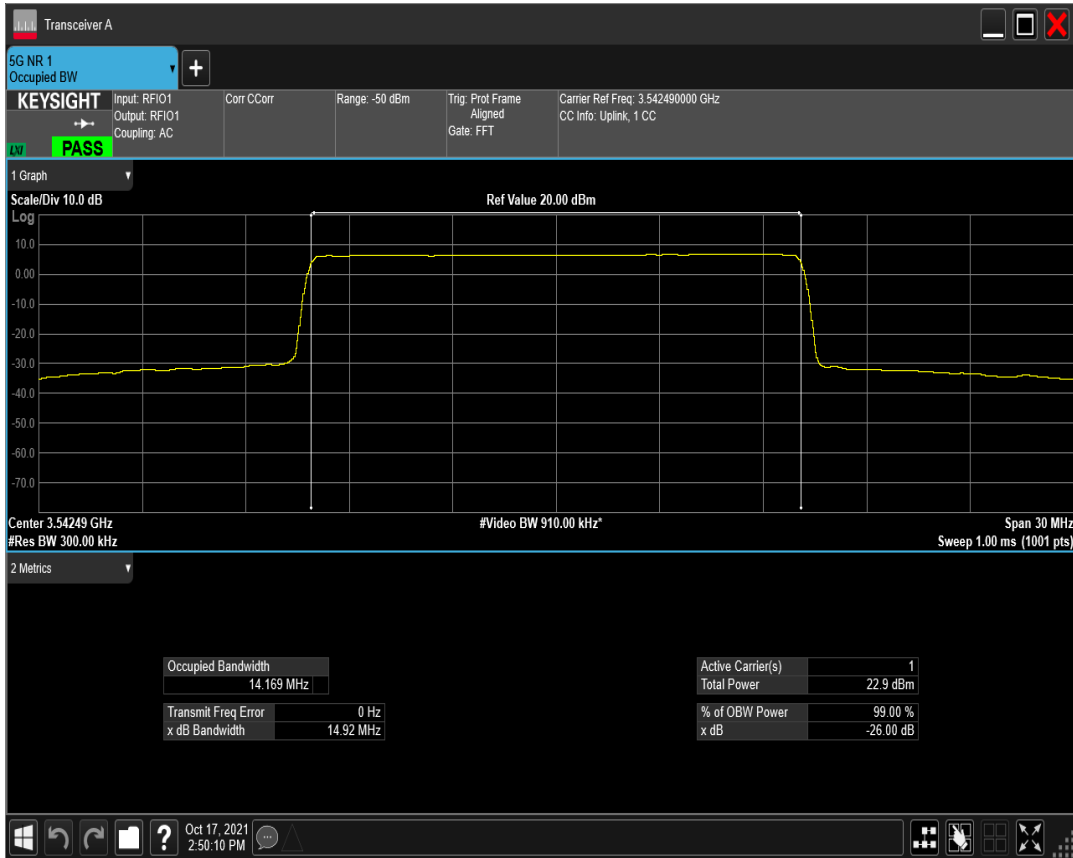 Transceiver A
5G NR 1
Occupied BW
KEYSIGHT
LXI
PASS
Input: RFIO1
Output: RFIO1
Coupling: AC
Corr CCorr
Range: -50 dBm
Trig: Prot Frame
Aligned
Gate: FFT
Carrier Ref Freq: 3.542490000 GHz
CC Info: Uplink, 1 CC
1 Graph
Scale/Div 10.0 dB
Ref Value 20.00 dBm
Log
10.0
0.00
-10.0
-20.0
-30.0
-40.0
-50.0
-60.0
-70.0
Center 3.54249 GHz
#Video BW 910.00 kHz*
Span 30 MHz
#Res BW 300.00 kHz
Sweep 1.00 ms (1001 pts)
2 Metrics
Occupied Bandwidth
14.169 MHz
Transmit Freq Error 0 Hz
x dB Bandwidth 14.92 MHz
Active Carrier(s) 1
Total Power 22.9 dBm
% of OBW Power 99.00 %
x dB -26.00 dB
?
Oct 17, 2021
2:50:10 PM